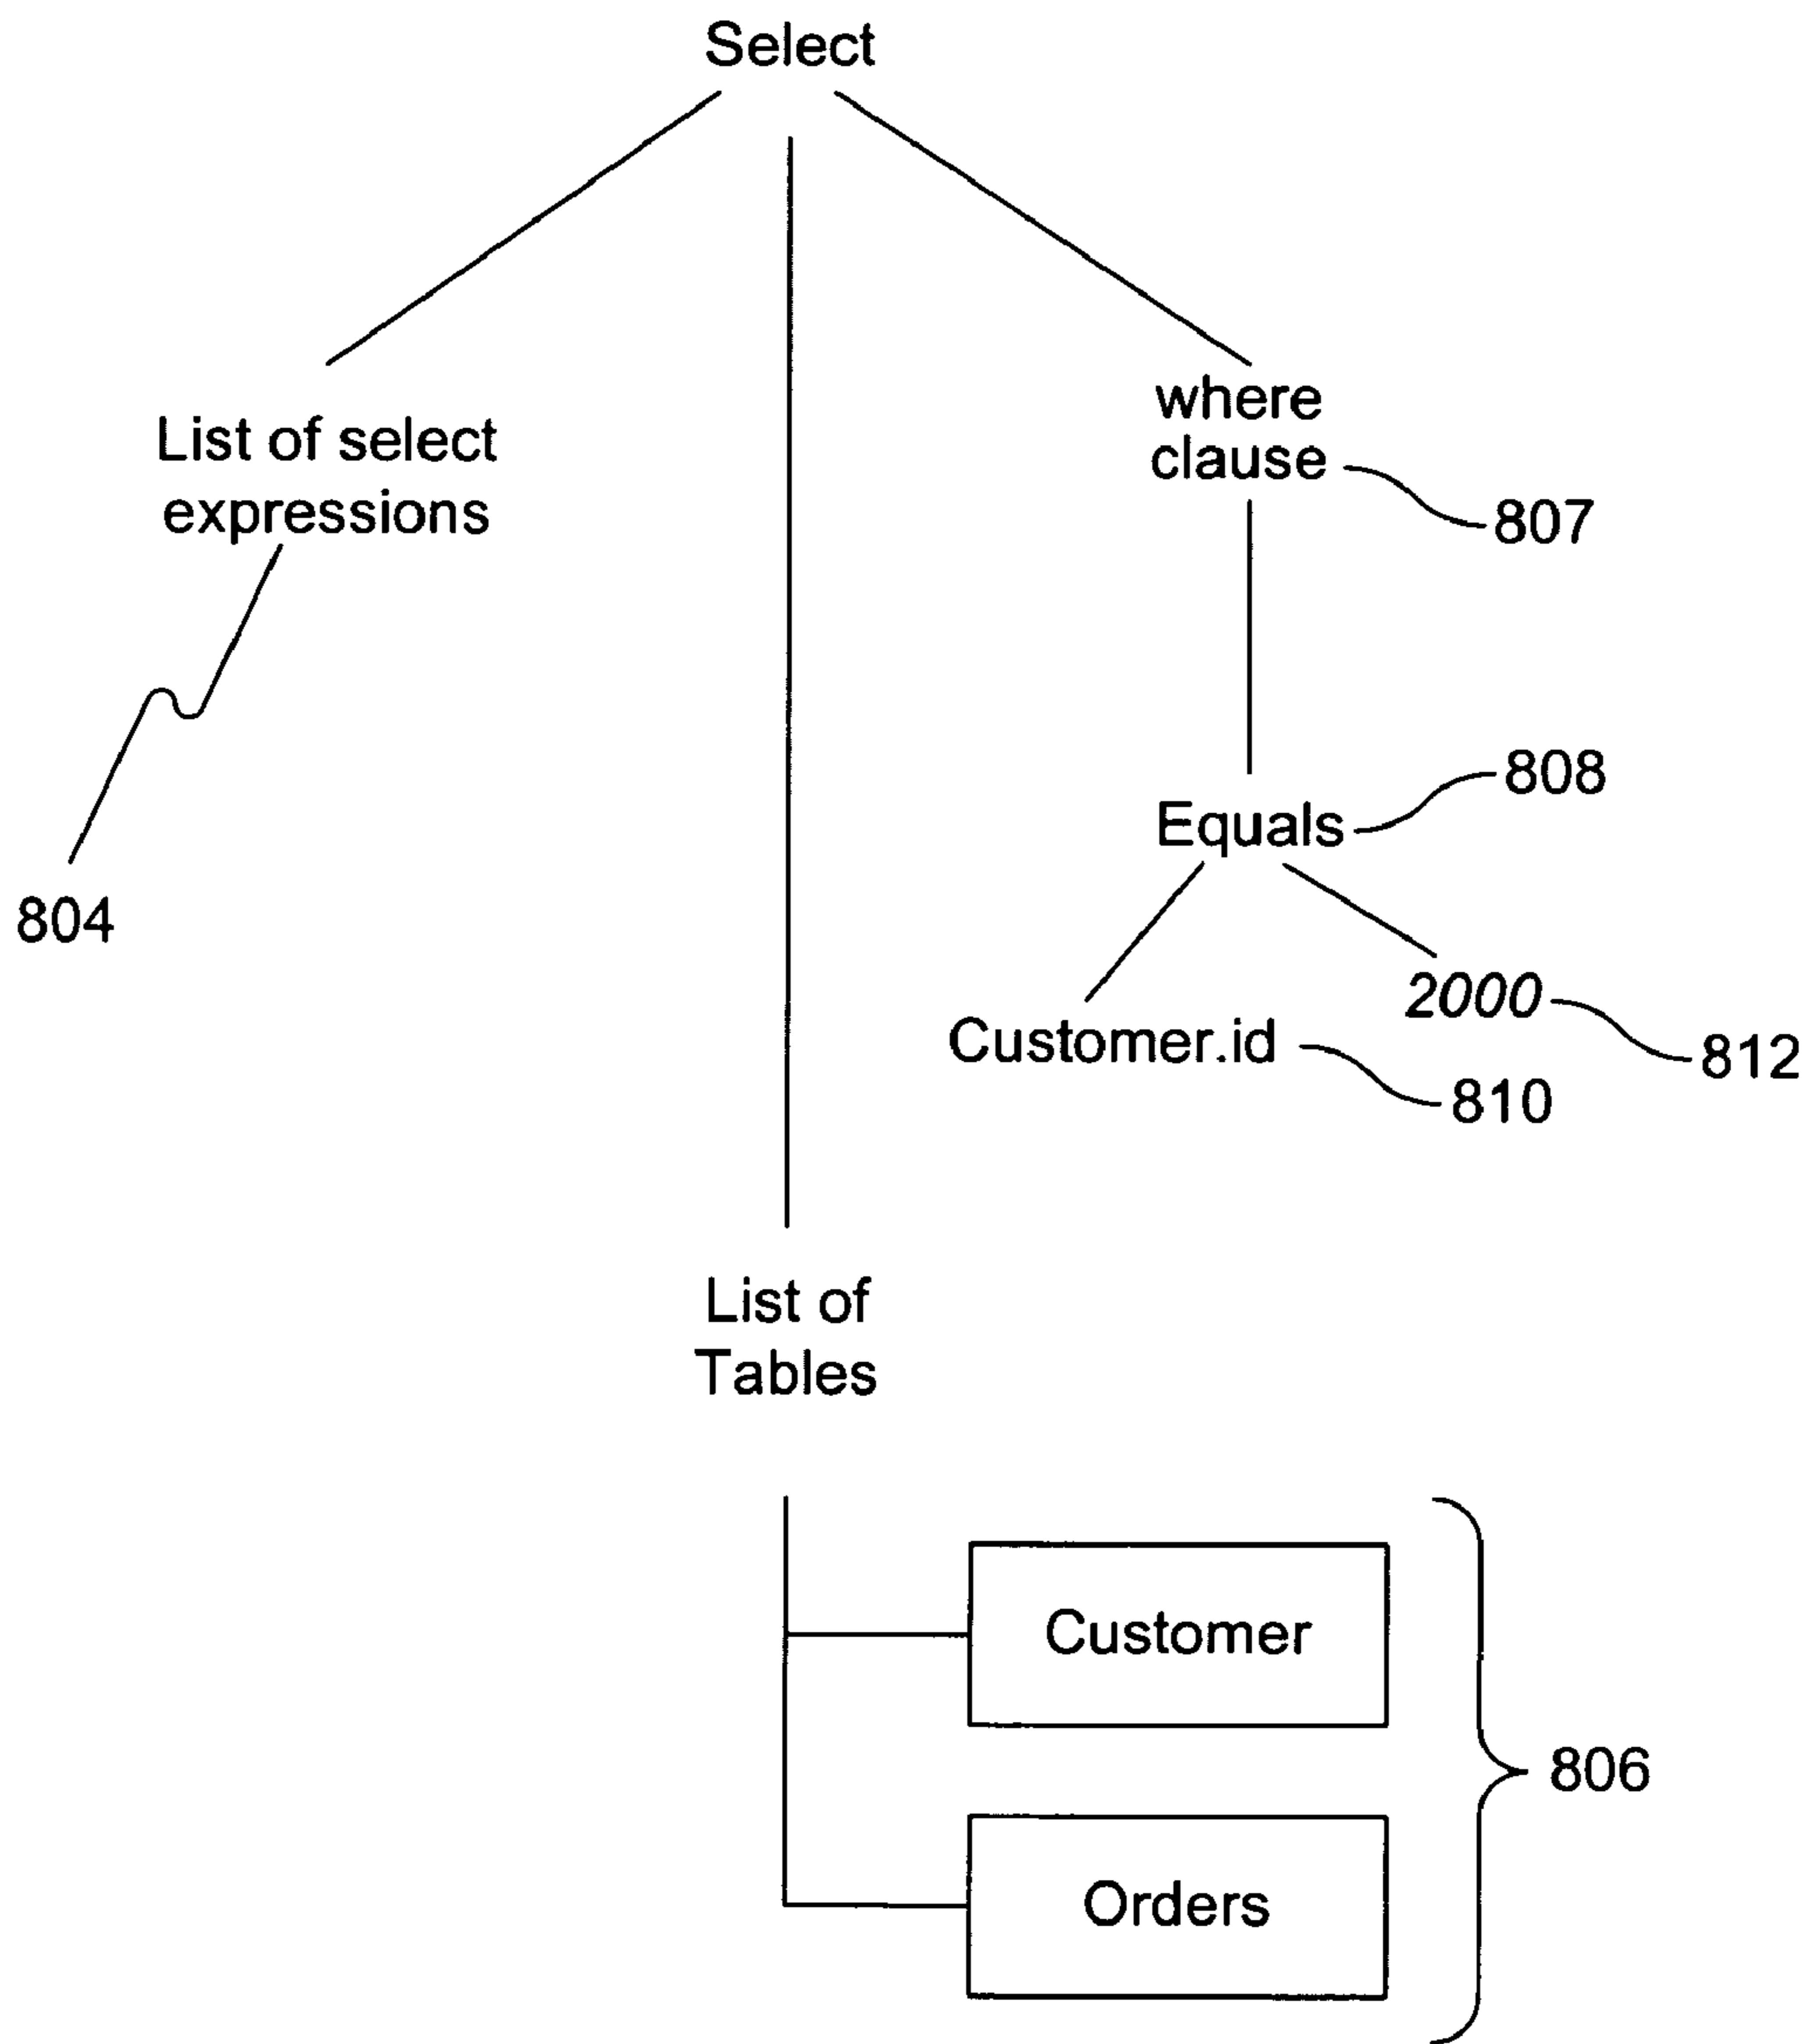 Select
List of select
expressions
804
where
clause
807
Equals
808
Customer.id
810
2000
812
List of
Tables
Customer
Orders
806